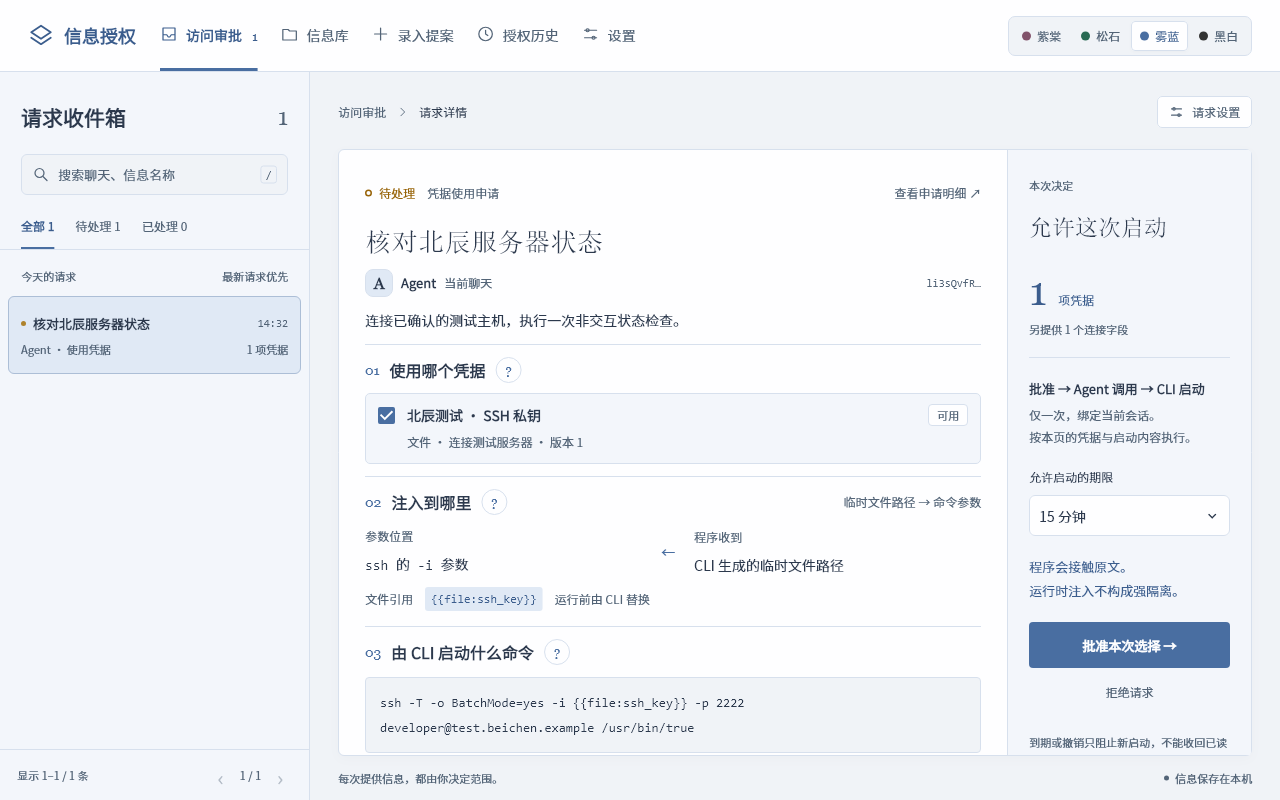 信息授权
访问审批 1
信息库
录入提案
授权历史
设置
紫棠
松石
雾蓝
黑白
请求收件箱 1
搜索聊天、信息名称 /
全部 1 待处理 1 已处理 0
今天的请求 最新请求优先
核对北辰服务器状态 14:32
Agent · 使用凭据 1 项凭据
显示 1–1 / 1 条 ‹ 1 / 1 ›
访问审批 > 请求详情
请求设置
待处理 凭据使用申请 查看申请明细 ↗
核对北辰服务器状态
A Agent 当前聊天 li3sQvfR…
连接已确认的测试主机，执行一次非交互状态检查。
01 使用哪个凭据 ?
北辰测试 · SSH 私钥 可用
文件 · 连接测试服务器 · 版本 1
02 注入到哪里 ? 临时文件路径 → 命令参数
参数位置 程序收到
ssh 的 -i 参数 ← CLI 生成的临时文件路径
文件引用 {{file:ssh_key}} 运行前由 CLI 替换
03 由 CLI 启动什么命令 ?
ssh -T -o BatchMode=yes -i {{file:ssh_key}} -p 2222
developer@test.beichen.example /usr/bin/true
本次决定
允许这次启动
1 项凭据
另提供 1 个连接字段
批准 → Agent 调用 → CLI 启动
仅一次，绑定当前会话。
按本页的凭据与启动内容执行。
允许启动的期限
15 分钟
程序会接触原文。
运行时注入不构成强隔离。
批准本次选择 →
拒绝请求
到期或撤销只阻止新启动，不能收回已读
每次提供信息，都由你决定范围。
信息保存在本机